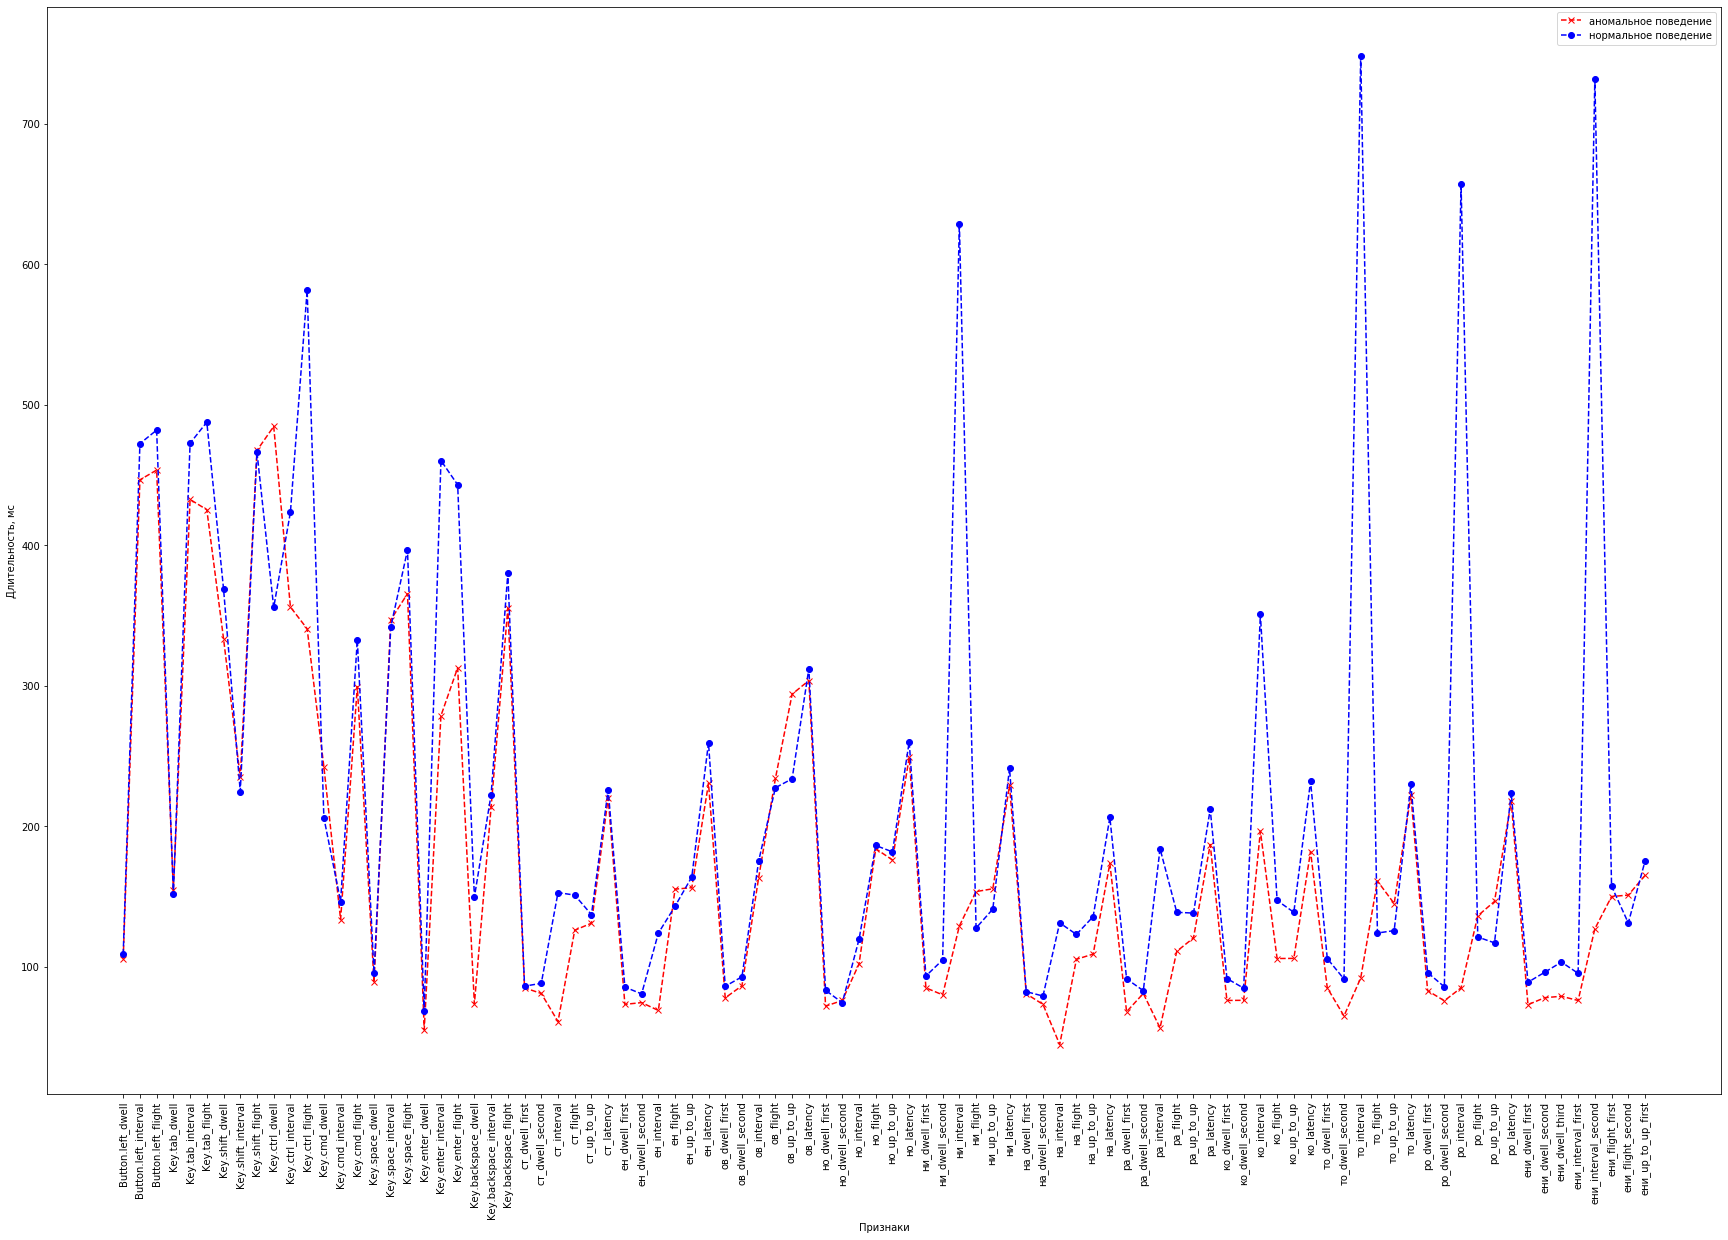 аномальное поведение
нормальное поведение
700
600
500
400
300
200
100
Длительность, мс
Button.left_dwell
Button.left_interval
Button.left_flight
Key.tab_dwell
Key.tab_interval
Key.tab_flight
Key.shift_dwell
Key.shift_interval
Key.shift_flight
Key.ctrl_dwell
Key.ctrl_interval
Key.ctrl_flight
Key.cmd_dwell
Key.cmd_interval
Key.cmd_flight
Key.space_dwell
Key.space_interval
Key.space_flight
Key.enter_dwell
Key.enter_interval
Key.enter_flight
Key.backspace_dwell
Key.backspace_interval
Key.backspace_flight
ст_dwell_first
ст_dwell_second
ст_interval
ст_flight
ст_up_to_up
ст_latency
ен_dwell_first
ен_dwell_second
ен_interval
ен_flight
ен_up_to_up
ен_latency
ов_dwell_first
ов_dwell_second
ов_interval
ов_flight
ов_up_to_up
ов_latency
но_dwell_first
но_dwell_second
но_interval
но_flight
но_up_to_up
но_latency
ни_dwell_first
ни_dwell_second
ни_interval
ни_flight
ни_up_to_up
ни_latency
на_dwell_first
на_dwell_second
на_interval
на_flight
на_up_to_up
на_latency
ра_dwell_first
ра_dwell_second
ра_interval
ра_flight
ра_up_to_up
ра_latency
ко_dwell_first
ко_dwell_second
ко_interval
ко_flight
ко_up_to_up
ко_latency
то_dwell_first
то_dwell_second
то_interval
то_flight
то_up_to_up
то_latency
ро_dwell_first
ро_dwell_second
ро_interval
ро_flight
ро_up_to_up
ро_latency
ени_dwell_first
ени_dwell_second
ени_dwell_third
ени_interval_first
ени_interval_second
ени_flight_first
ени_flight_second
ени_up_to_up_first
Признаки